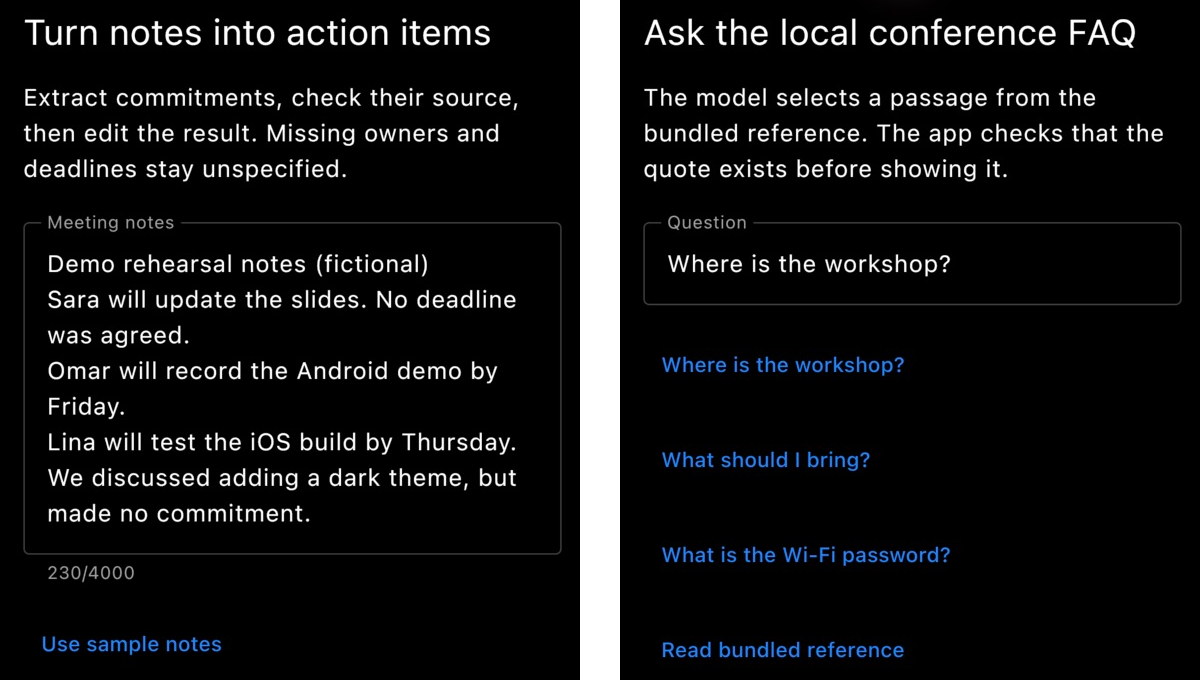 Turn notes into action items
Extract commitments, check their source,
then edit the result. Missing owners and
deadlines stay unspecified.
Meeting notes
Demo rehearsal notes (fictional)
Sara will update the slides. No deadline
was agreed.
Omar will record the Android demo by
Friday.
Lina will test the iOS build by Thursday.
We discussed adding a dark theme, but
made no commitment.
230/4000
Use sample notes
Ask the local conference FAQ
The model selects a passage from the
bundled reference. The app checks that the
quote exists before showing it.
Question
Where is the workshop?
Where is the workshop?
What should I bring?
What is the Wi-Fi password?
Read bundled reference